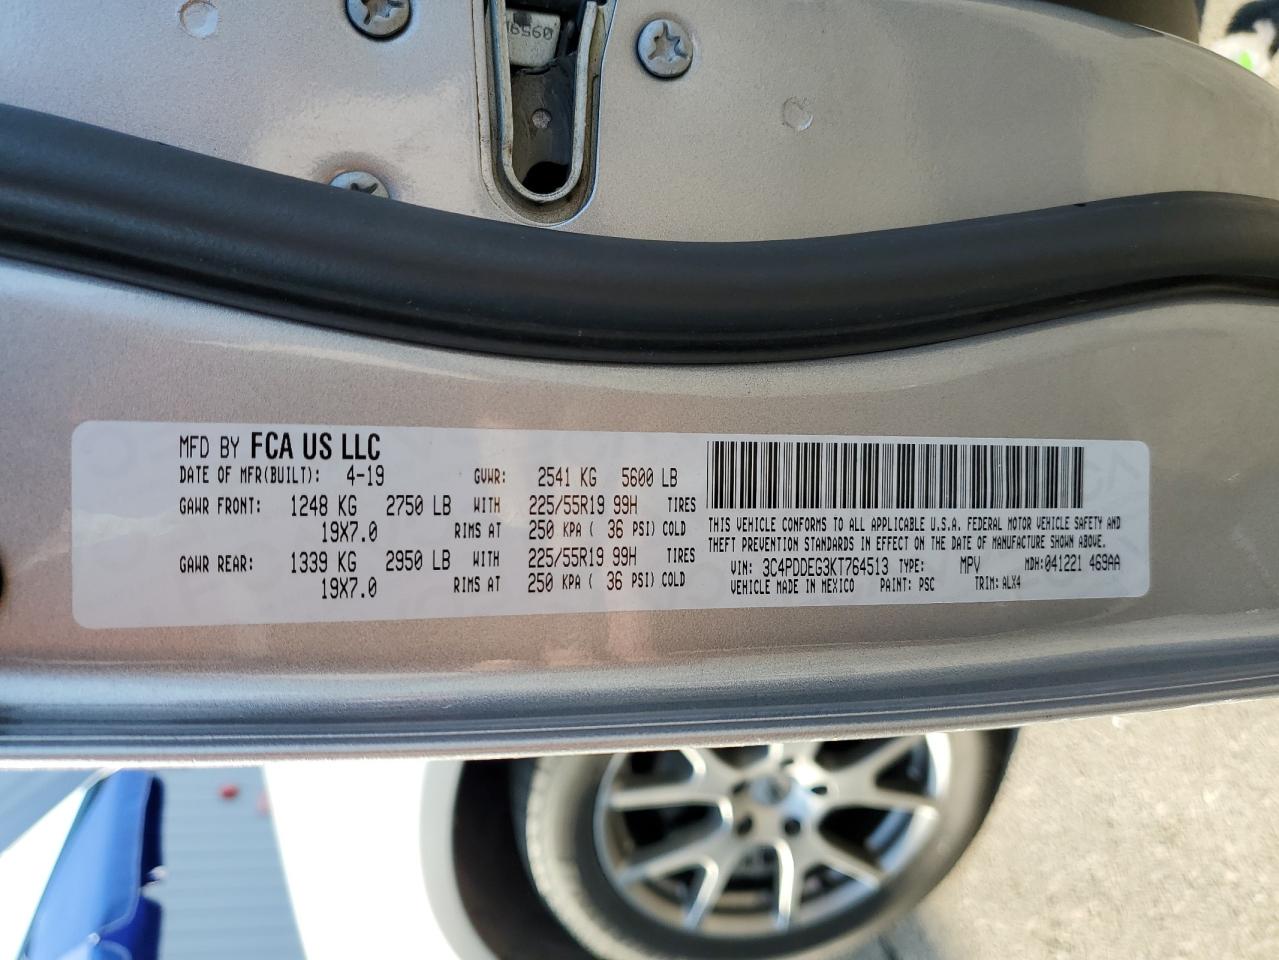 09560
MFD BY FCA US LLC
DATE OF MFR(BUILT): 4-19 GVWR: 2541 KG 5600 LB
GAWR FRONT: 1248 KG 2750 LB WITH 225/55R19 99H TIRES
19X7.0 RIMS AT 250 KPA ( 36 PSI) COLD
GAWR REAR: 1339 KG 2950 LB WITH 225/55R19 99H TIRES
19X7.0 RIMS AT 250 KPA ( 36 PSI) COLD
THIS VEHICLE CONFORMS TO ALL APPLICABLE U.S.A. FEDERAL MOTOR VEHICLE SAFETY AND
THEFT PREVENTION STANDARDS IN EFFECT ON THE DATE OF MANUFACTURE SHOWN ABOVE.
VIN: 3C4PDDEG3KT764513 TYPE: MPV MDH: 041221 469AA
VEHICLE MADE IN MEXICO PAINT: PSC TRIM: ALX4